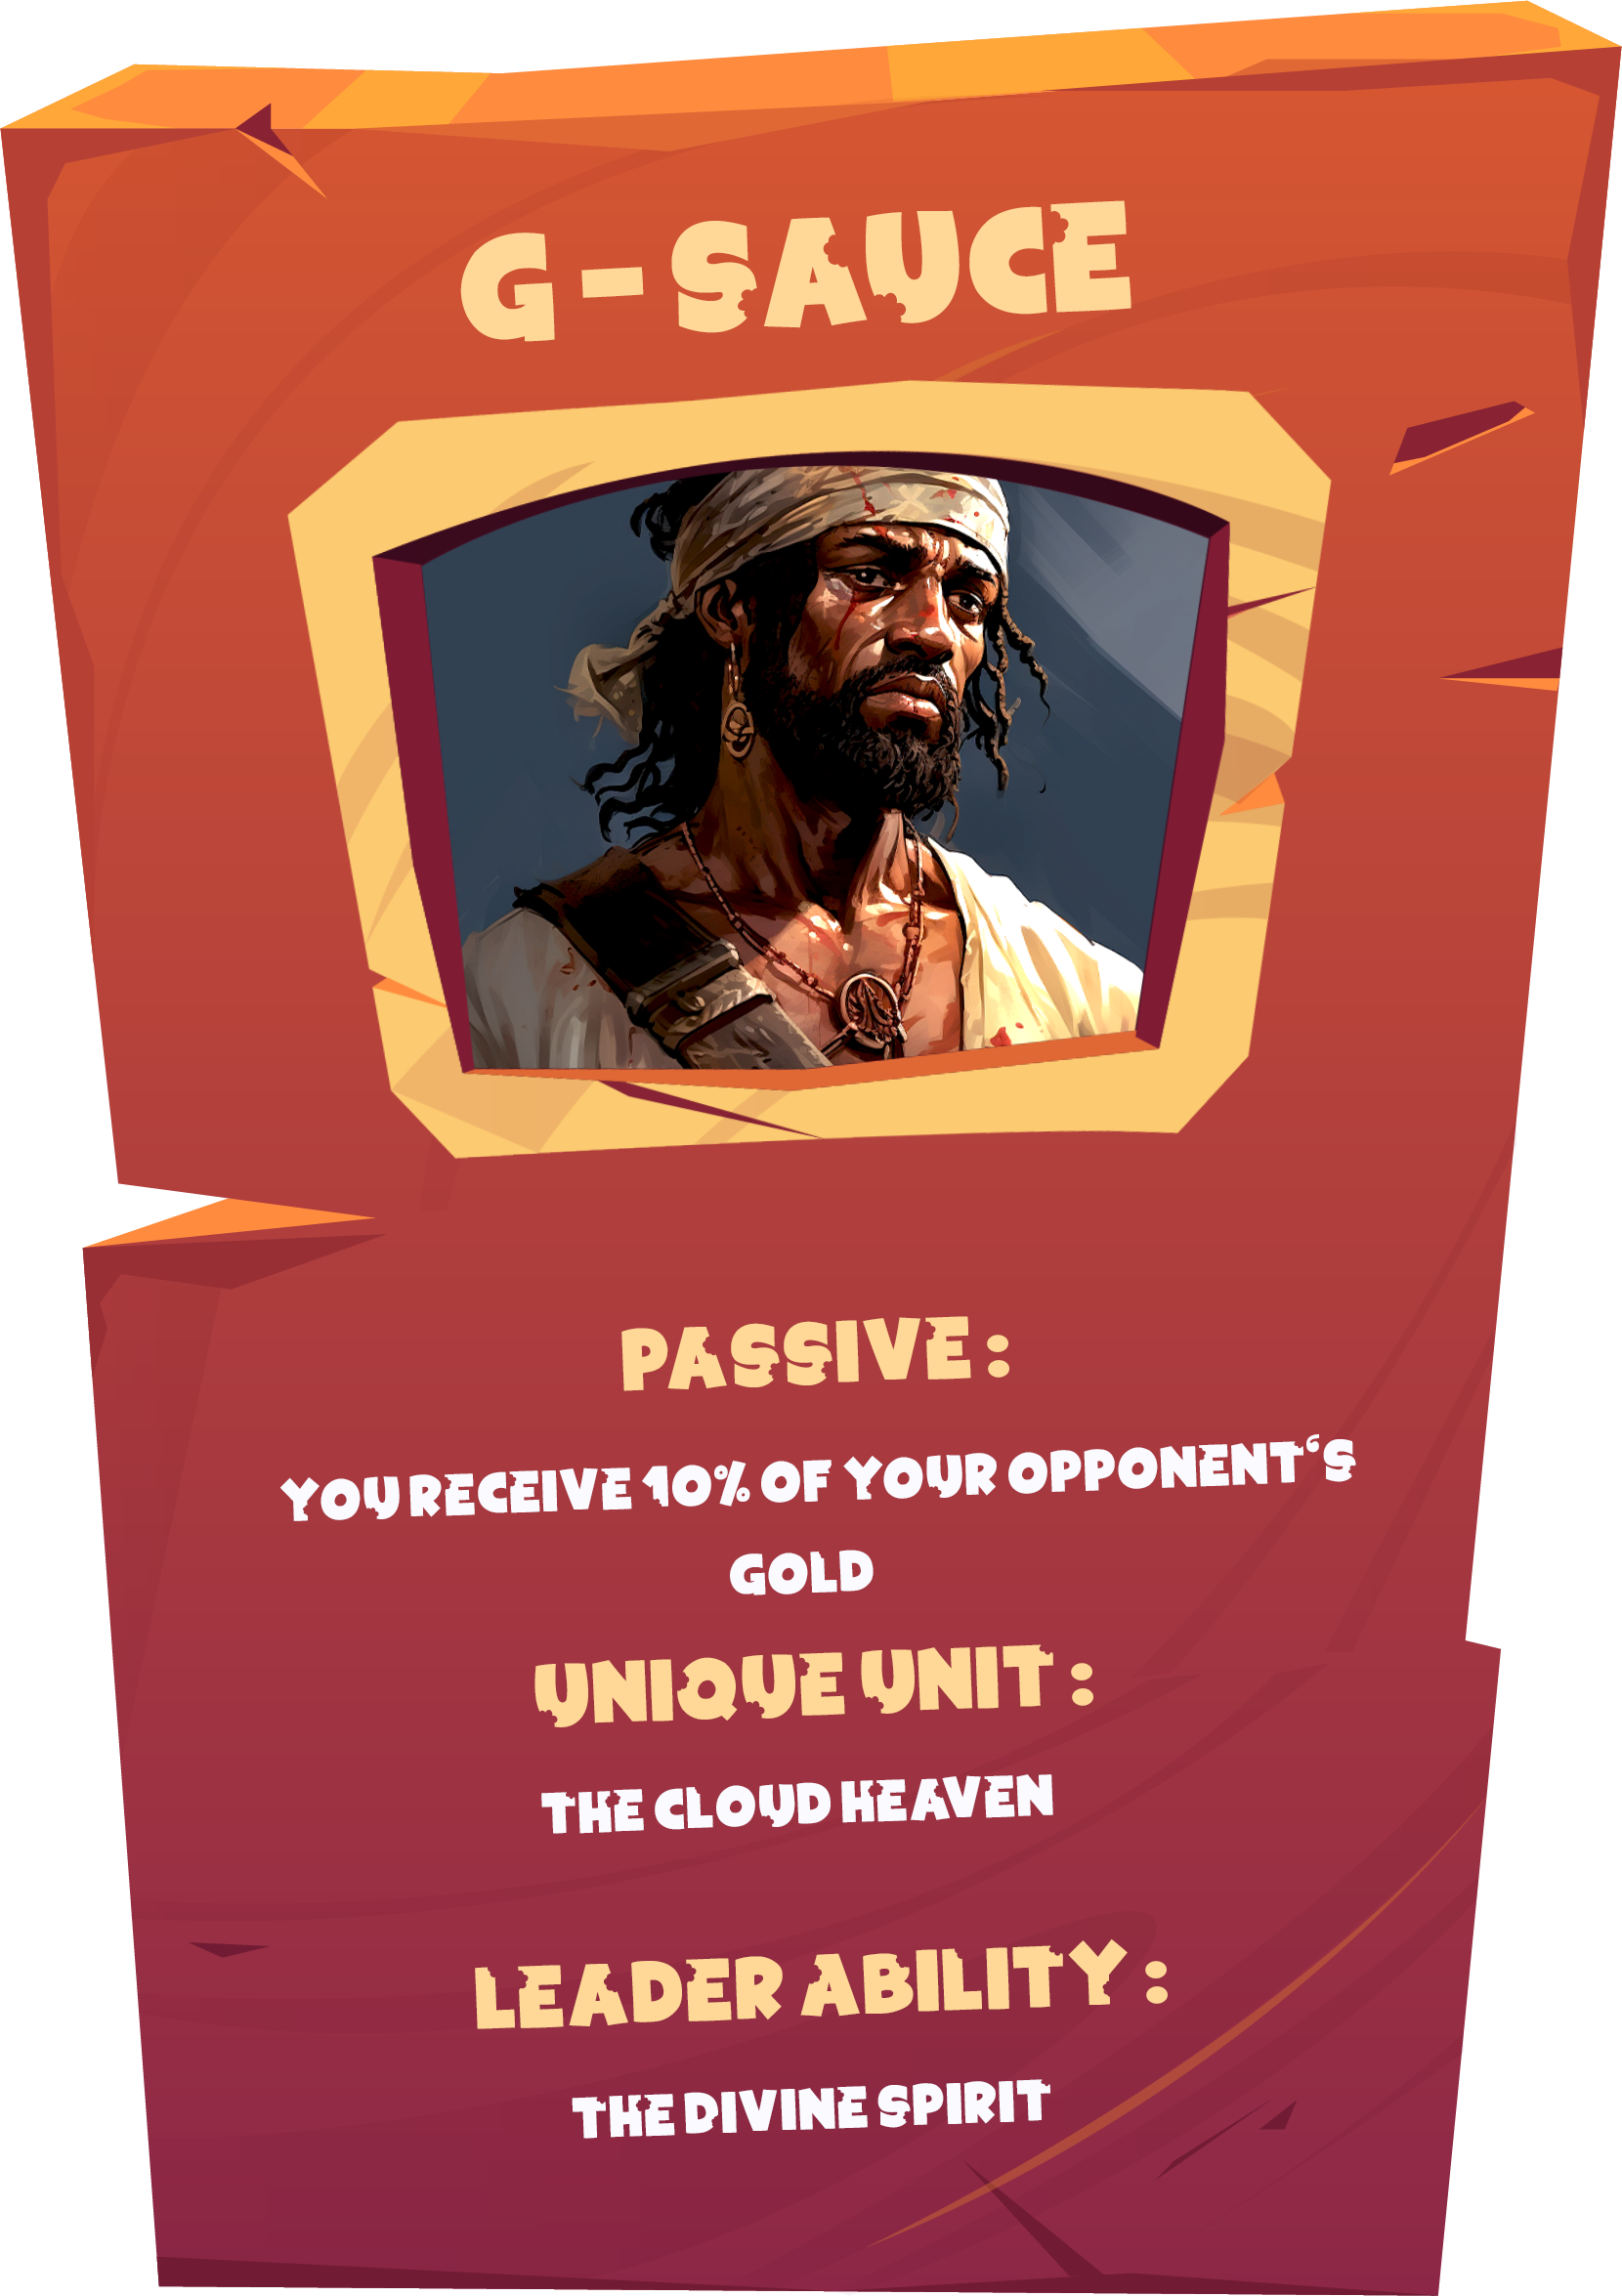 G-SAUCE
PASSIVE:
YOU RECEIVE 10% OF YOUR OPPONENT‘S
GOLD
UNIQUE UNIT:
THE CLOUD HEAVEN
LEADER ABILITY:
THE DIVINE SPIRIT